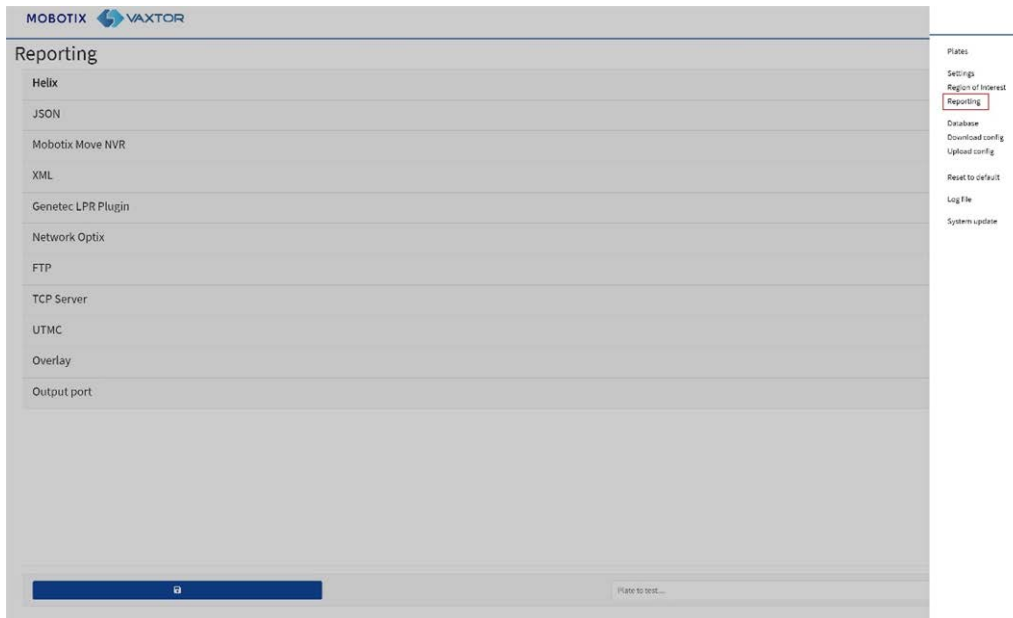 MOBOTIX VAXTOR
Reporting
Helix
JSON
Mobotix Move NVR
XML
Genetec LPR Plugin
Network Optix
FTP
TCP Server
UTMC
Overlay
Output port
Plate to test...
Plates
Settings
Region of Interest
Reporting
Database
Download config
Upload config
Reset to default
Log file
System update